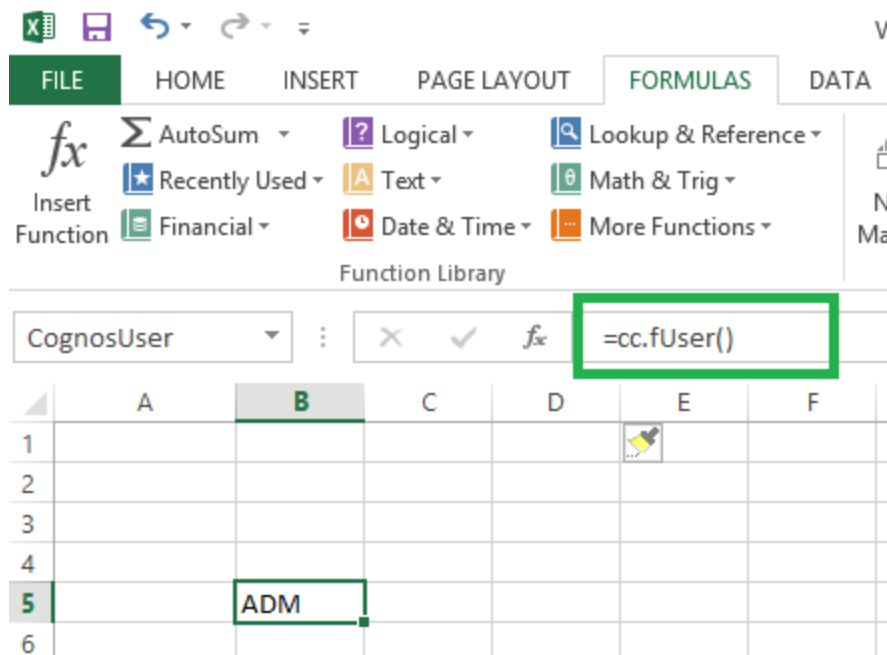 FILE HOME INSERT PAGE LAYOUT FORMULAS DATA
fx Σ AutoSum ? Logical Lookup & Reference
Insert Recently Used A Text θ Math & Trig
Function Financial Date & Time More Functions
Function Library
CognosUser fx =cc.fUser()
A B C D E F
1
2
3
4
5 ADM
6